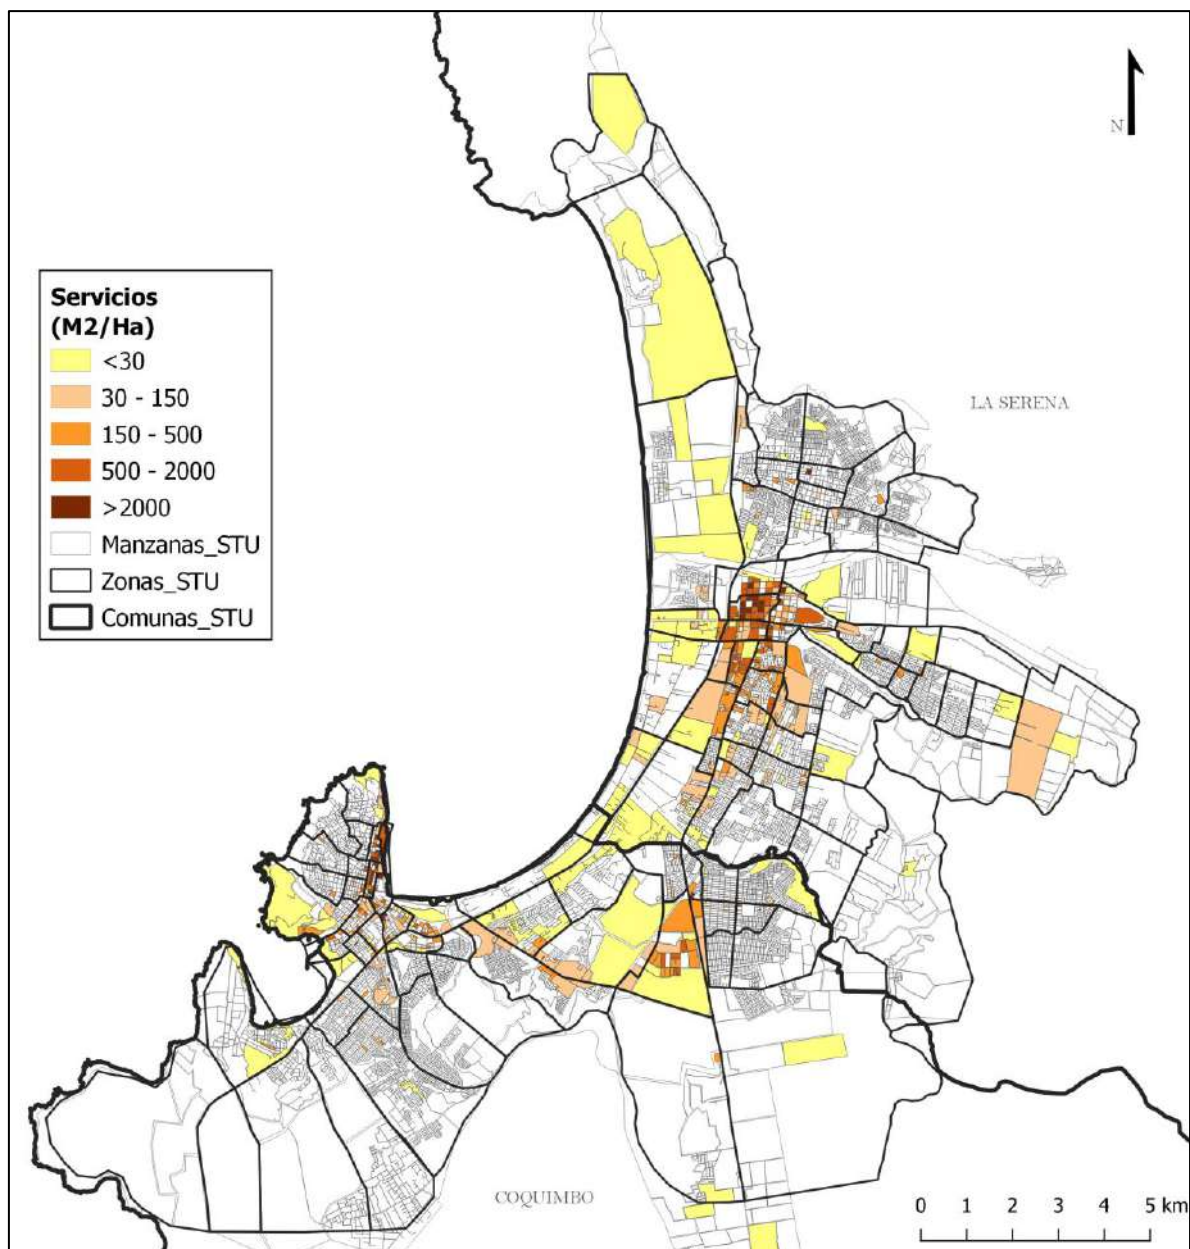 N
Servicios
(M2/Ha)
<30
30 - 150
150 - 500
500 - 2000
>2000
Manzanas_STU
Zonas_STU
Comunas_STU
LA SERENA
COQUIMBO
0 1 2 3 4 5 km